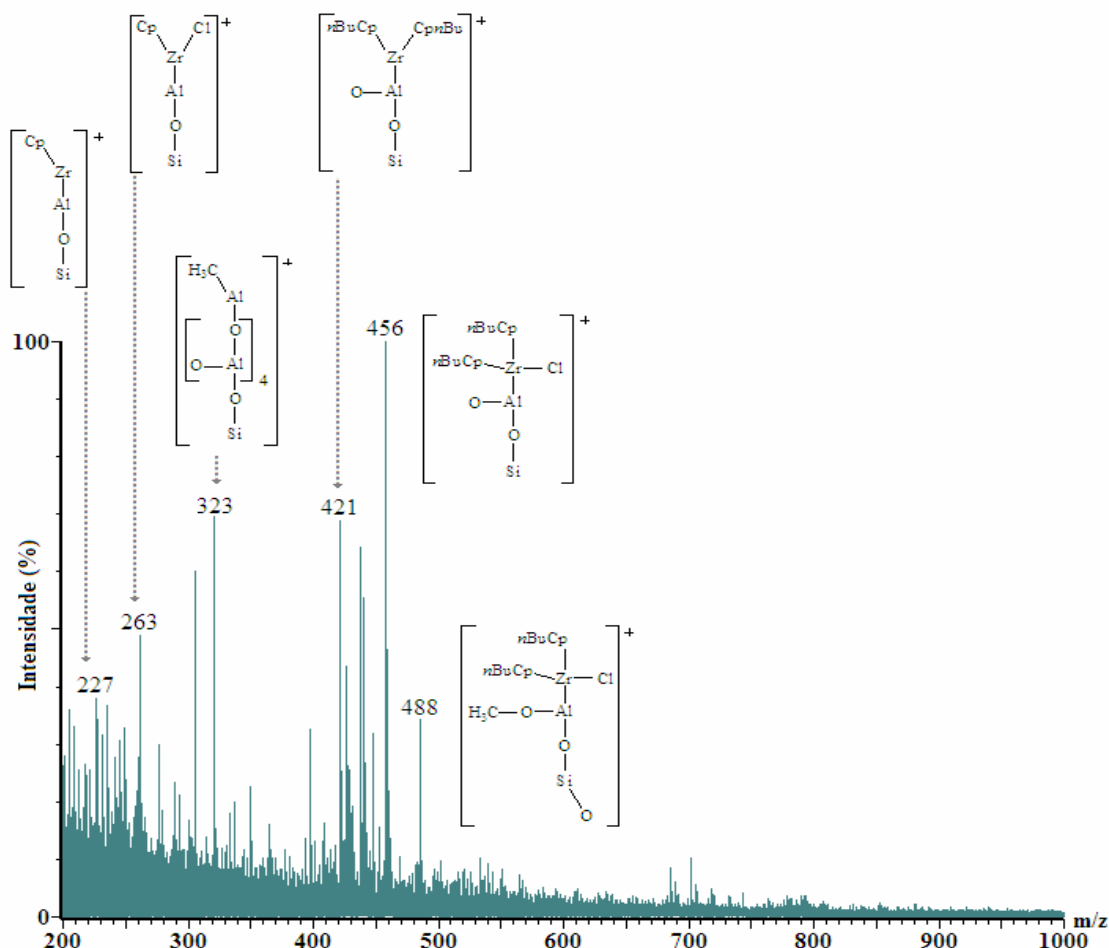 Cp Cl
Zr
Al
O
Si
+
nBuCp CpnBu
Zr
O Al
O
Si
+
Cp
Zr
Al
O
Si
+
H₃C
Al
O
O Al
4
O
Si
+
nBuCp
nBuCp Zr Cl
O Al
O
Si
+
nBuCp
nBuCp Zr Cl
H₃C O Al
O
Si
O
+
100
456
323
421
263
227
488
Intensidade (%)
0
200 300 400 500 600 700 800 900 1000 m/z